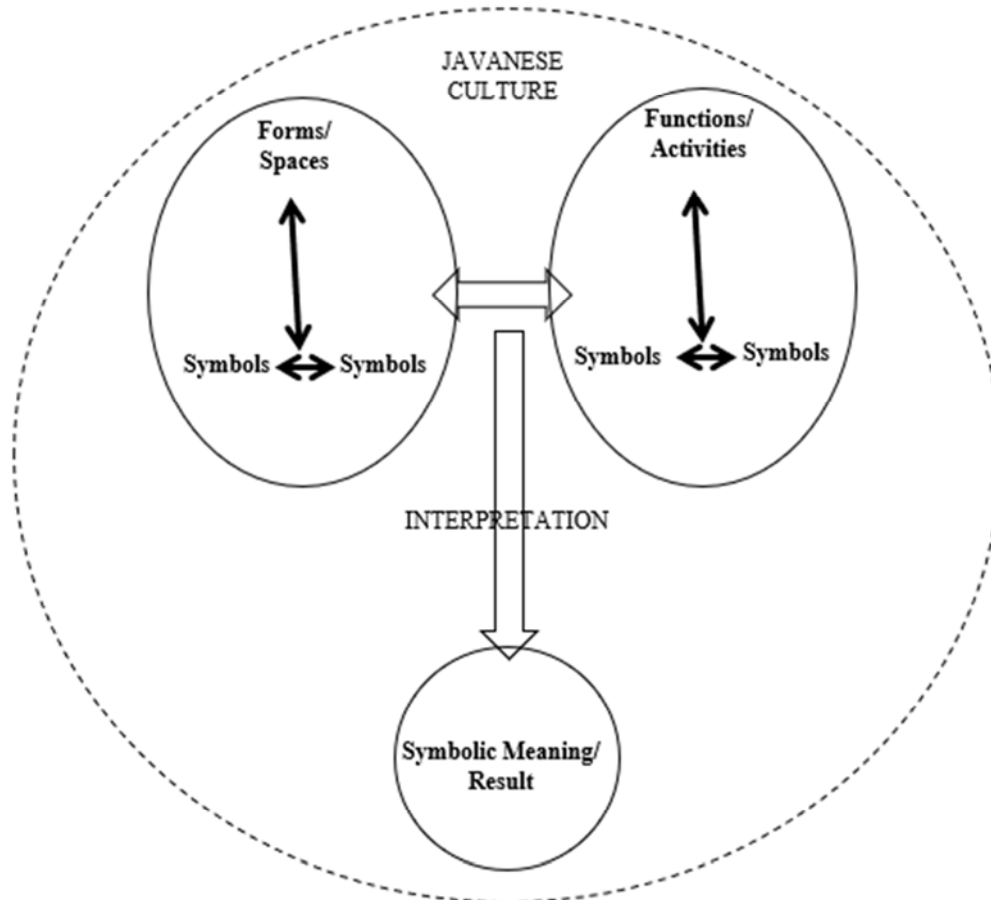 JAVANESE
CULTURE
Forms/
Spaces
Functions/
Activities
Symbols Symbols
Symbols Symbols
INTERPRETATION
Symbolic Meaning/
Result